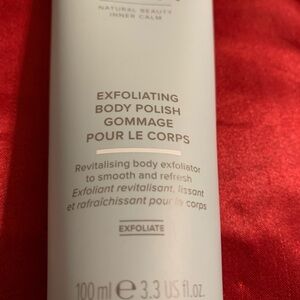 NATURAL BEAUTY
INNER CALM
EXFOLIATING
BODY POLISH
GOMMAGE
POUR LE CORPS
Revitalising body exfoliator
to smooth and refresh
Exfoliant revitalisant, lissant
et rafraîchissant pour le corps
EXFOLIATE
100 ml ℮ 3.3 US fl.oz.